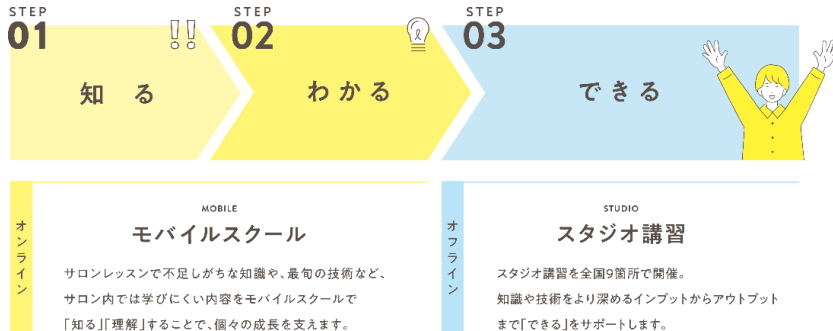 STEP
01
知る
STEP
02
わかる
STEP
03
できる
オンライン
MOBILE
モバイルスクール
サロンレッスンで不足しがちな知識や、最旬の技術など、
サロン内では学びにくい内容をモバイルスクールで
「知る」「理解」することで、個々の成長を支えます。
オフライン
STUDIO
スタジオ講習
スタジオ講習を全国9箇所で開催。
知識や技術をより深めるインプットからアウトプット
まで「できる」をサポートします。